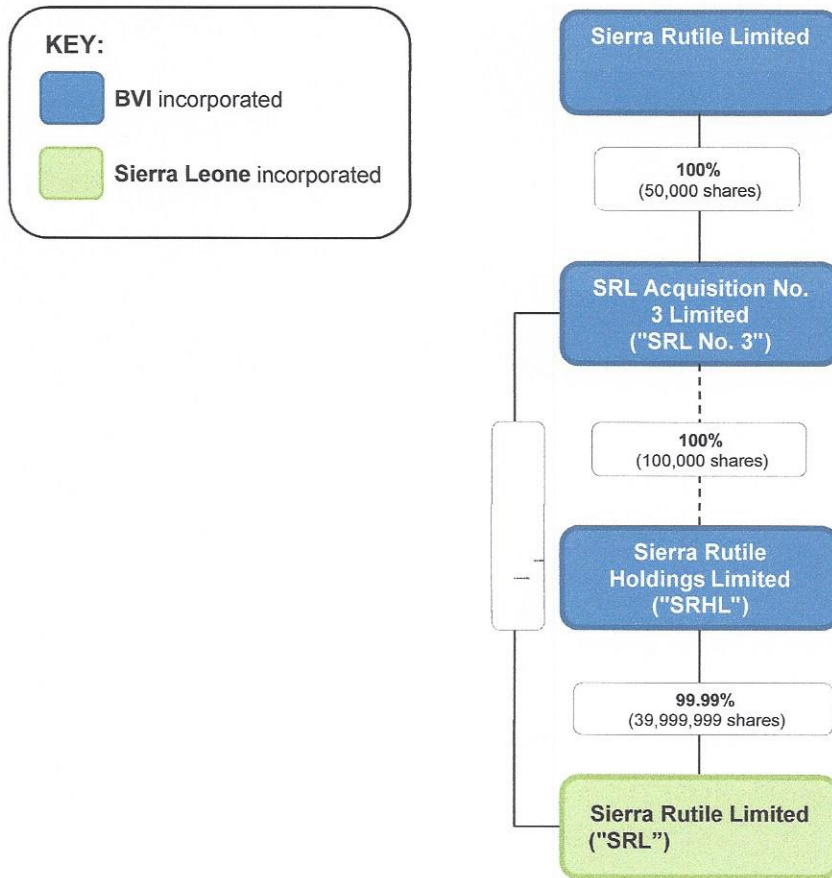 KEY:
BVI incorporated
Sierra Leone incorporated
Sierra Rutile Limited
100%
(50,000 shares)
SRL Acquisition No.
3 Limited
("SRL No. 3")
100%
(100,000 shares)
Sierra Rutile
Holdings Limited
("SRHL")
99.99%
(39,999,999 shares)
Sierra Rutile Limited
("SRL”)